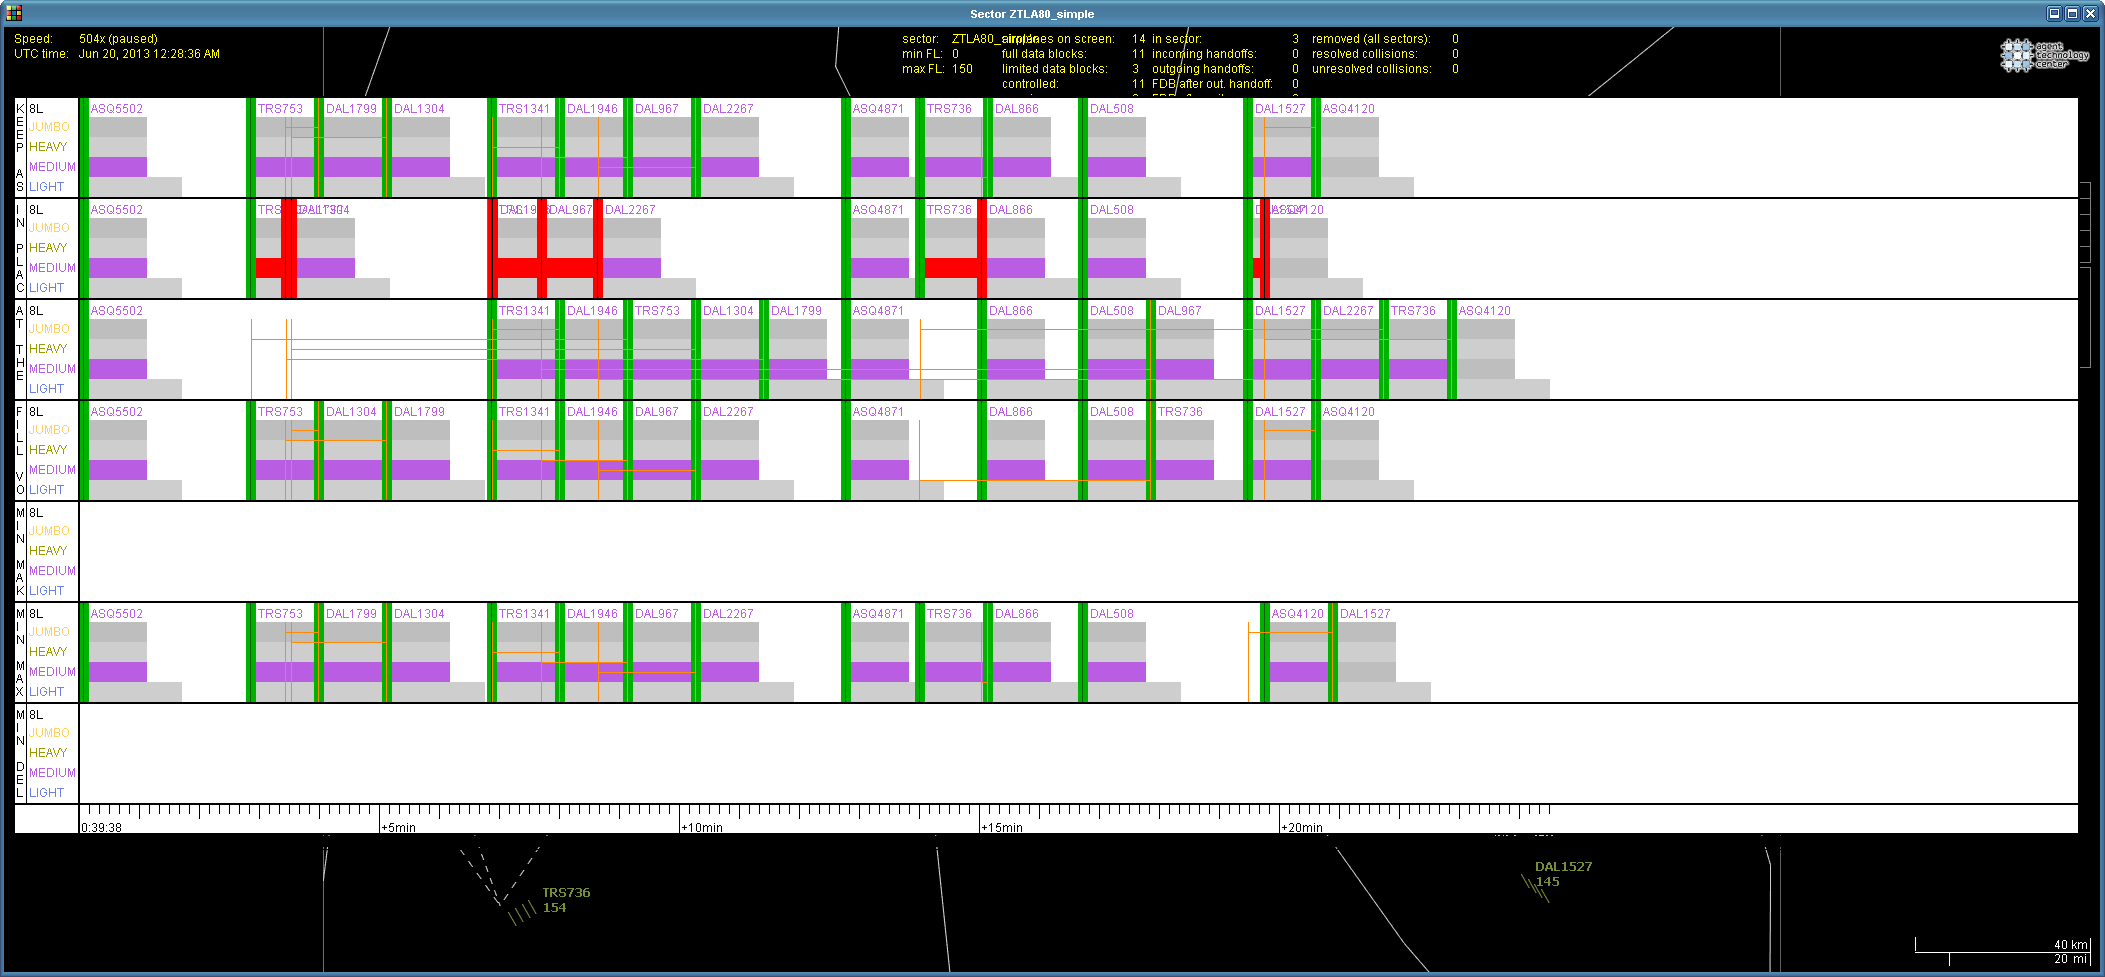 Sector ZTLA80_simple
Speed: 504x (paused)
UTC time: Jun 20, 2013 12:28:36 AM
sector: ZTLA80_ airplanes on screen: 14 in sector: 3 removed (all sectors): 0
min FL: 0 full data blocks: 11 incoming handoffs: 0 resolved collisions: 0
max FL: 150 limited data blocks: 3 outgoing handoffs: 0 unresolved collisions: 0
controlled: 11 FDB after out. handoff: 0
agent
technology
center
KEEP AS
8L ASQ5502 TRS753 DAL1799 DAL1304 TRS1341 DAL1946 DAL967 DAL2267 ASQ4871 TRS736 DAL866 DAL508 DAL1527 ASQ4120
JUMBO
HEAVY
MEDIUM
LIGHT
IN PLAC
8L ASQ5502 DAL967 DAL2267 ASQ4871 TRS736 DAL866 DAL508 ASQ4120
JUMBO
HEAVY
MEDIUM
LIGHT
AT THE
8L ASQ5502 TRS1341 DAL1946 TRS753 DAL1304 DAL1799 ASQ4871 DAL866 DAL508 DAL967 DAL1527 DAL2267 TRS736 ASQ4120
JUMBO
HEAVY
MEDIUM
LIGHT
FILL VO
8L ASQ5502 TRS753 DAL1304 DAL1799 TRS1341 DAL1946 DAL967 DAL2267 ASQ4871 DAL866 DAL508 TRS736 DAL1527 ASQ4120
JUMBO
HEAVY
MEDIUM
LIGHT
MIN MAK
8L
JUMBO
HEAVY
MEDIUM
LIGHT
MIN MAX
8L ASQ5502 TRS753 DAL1799 DAL1304 TRS1341 DAL1946 DAL967 DAL2267 ASQ4871 TRS736 DAL866 DAL508 ASQ4120 DAL1527
JUMBO
HEAVY
MEDIUM
LIGHT
MIN DEL
8L
JUMBO
HEAVY
MEDIUM
LIGHT
0:39:38 +5min +10min +15min +20min
DAL1527
145
TRS736
154
40 km
20 mi